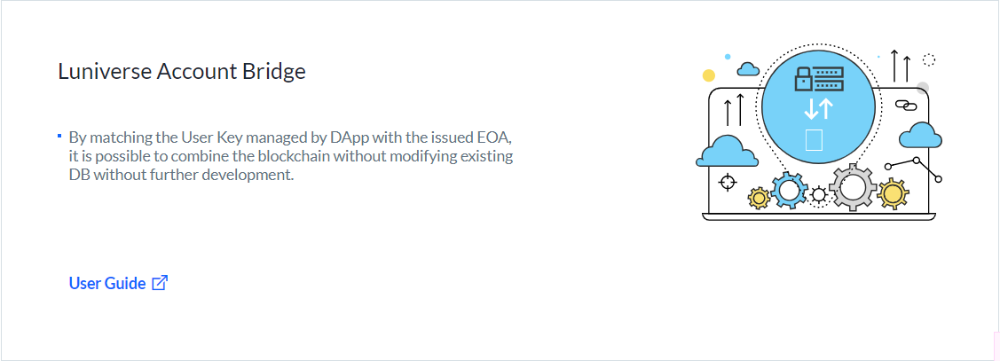 Luniverse Account Bridge
By matching the User Key managed by DApp with the issued EOA,
it is possible to combine the blockchain without modifying existing
DB without further development.
User Guide